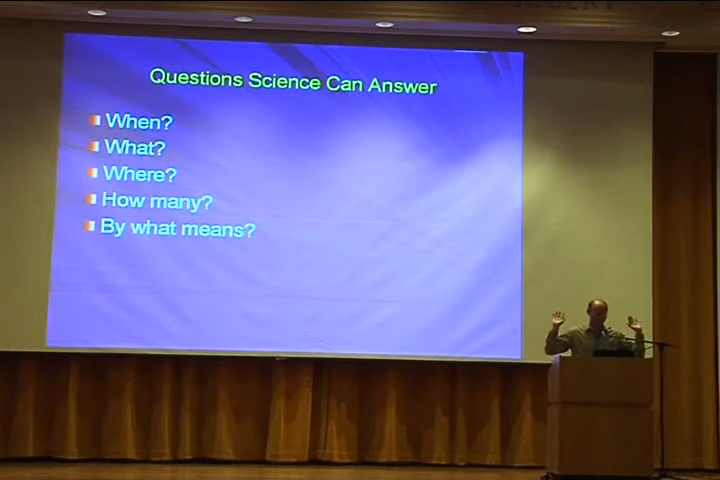 Questions Science Can Answer
When?
What?
Where?
How many?
By what means?